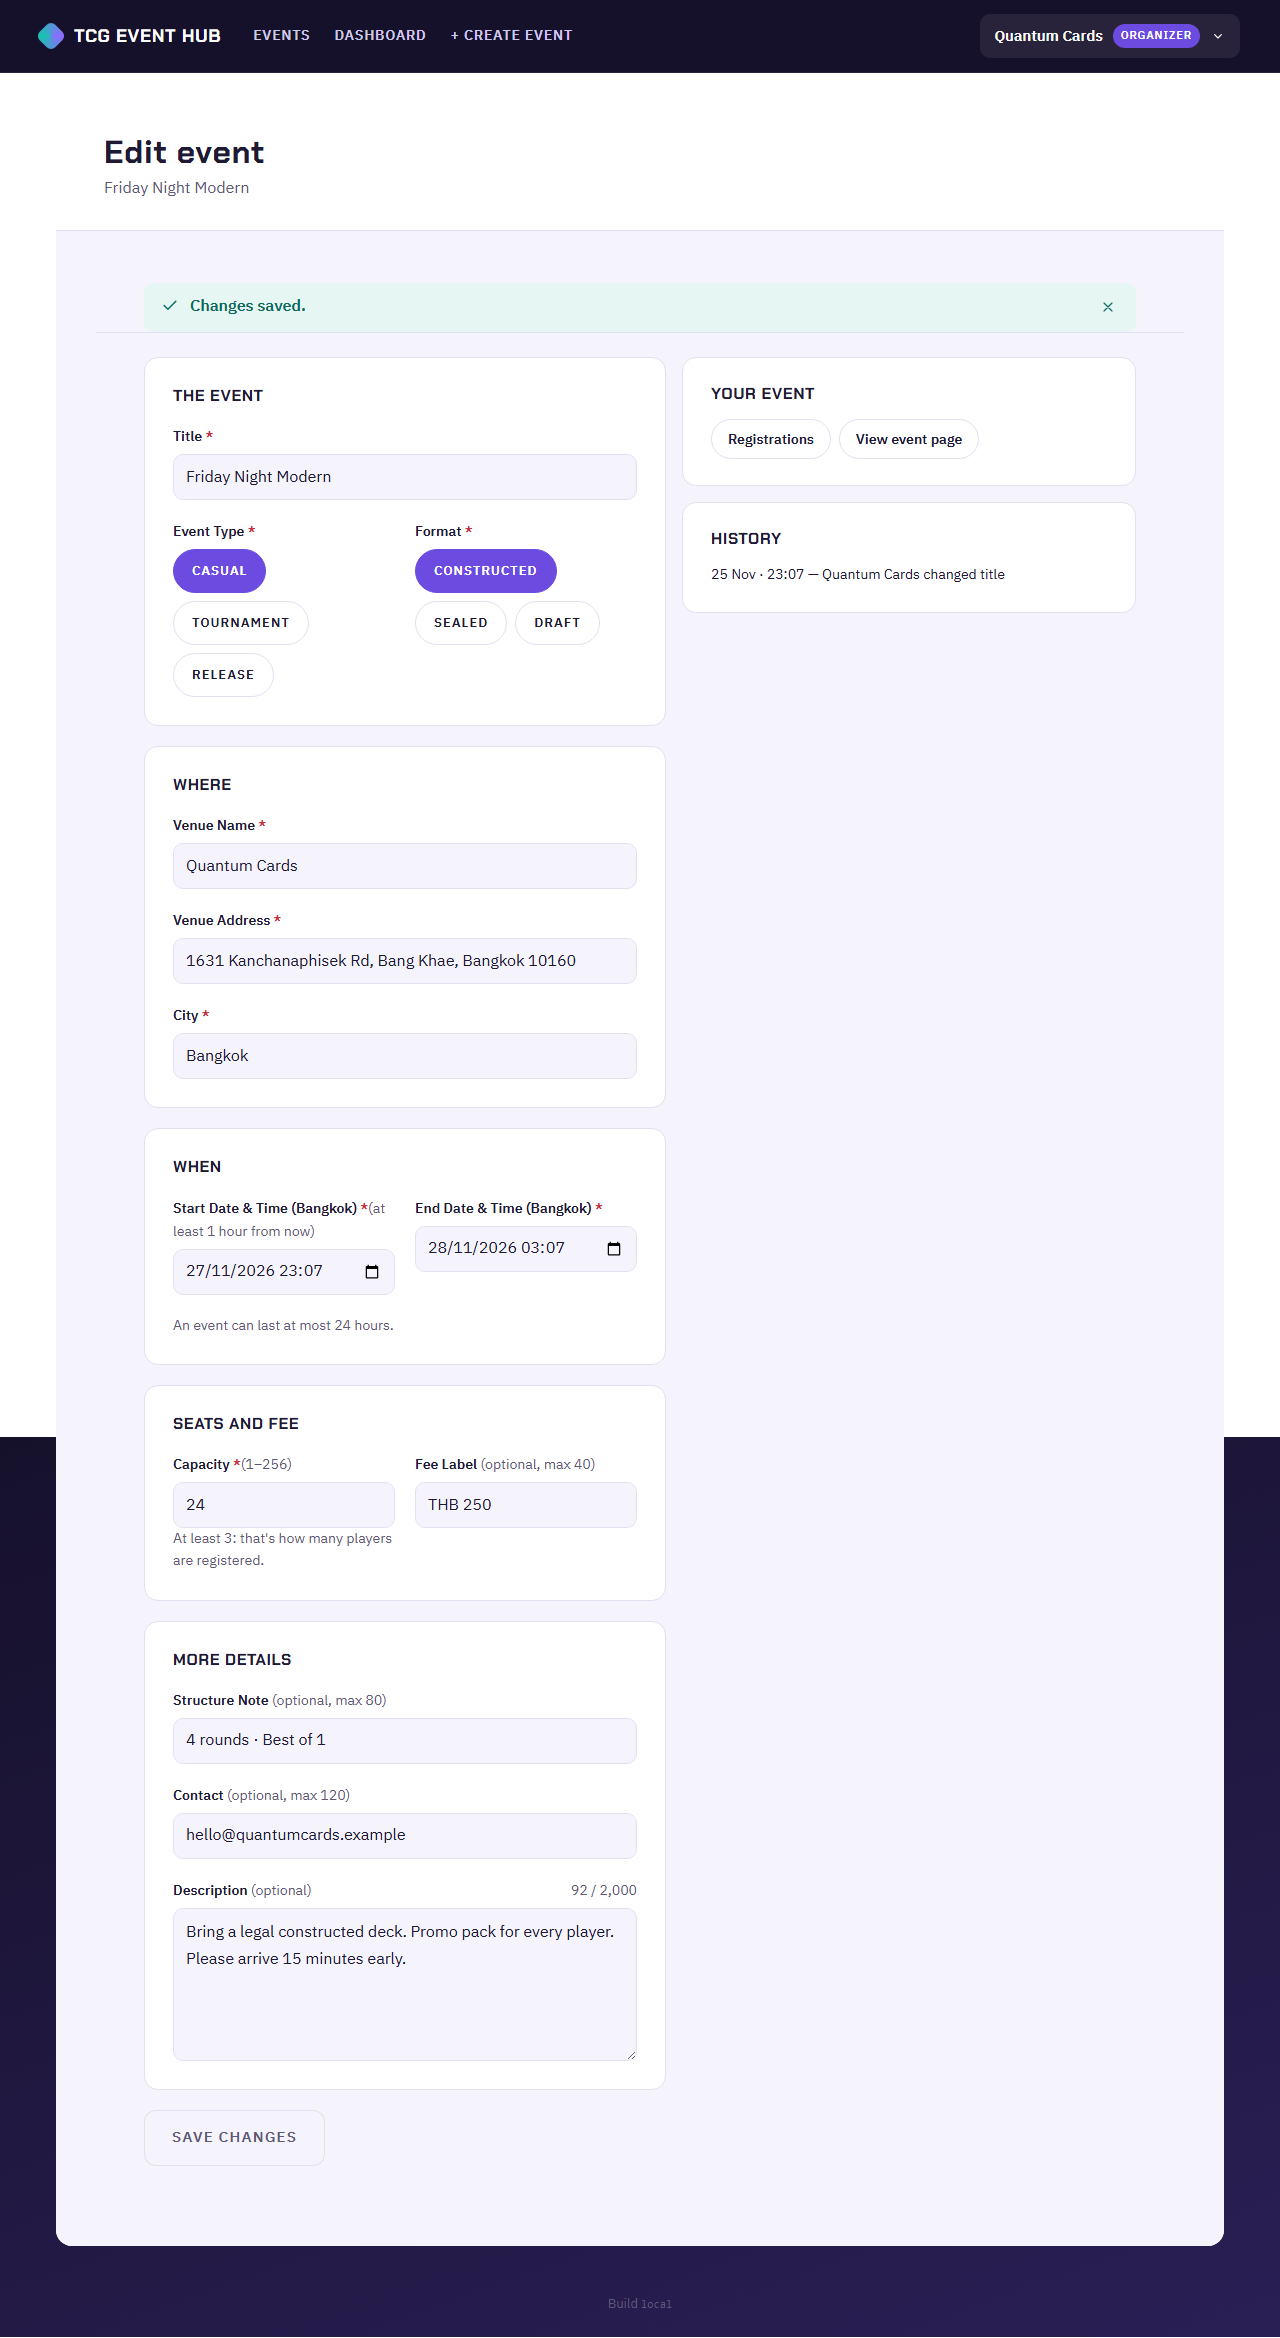 TCG EVENT HUB
EVENTS
DASHBOARD
+ CREATE EVENT
Quantum Cards
ORGANIZER
Edit event
Friday Night Modern
Changes saved.
THE EVENT
Title *
Friday Night Modern
Event Type *
CASUAL
TOURNAMENT
RELEASE
Format *
CONSTRUCTED
SEALED
DRAFT
YOUR EVENT
Registrations
View event page
HISTORY
25 Nov · 23:07 — Quantum Cards changed title
WHERE
Venue Name *
Quantum Cards
Venue Address *
1631 Kanchanaphisek Rd, Bang Khae, Bangkok 10160
City *
Bangkok
WHEN
Start Date & Time (Bangkok) *(at
least 1 hour from now)
27/11/2026 23:07
End Date & Time (Bangkok) *
28/11/2026 03:07
An event can last at most 24 hours.
SEATS AND FEE
Capacity *(1–256)
24
At least 3: that's how many players
are registered.
Fee Label (optional, max 40)
THB 250
MORE DETAILS
Structure Note (optional, max 80)
4 rounds · Best of 1
Contact (optional, max 120)
hello@quantumcards.example
Description (optional)
92 / 2,000
Bring a legal constructed deck. Promo pack for every player.
Please arrive 15 minutes early.
SAVE CHANGES
Build local